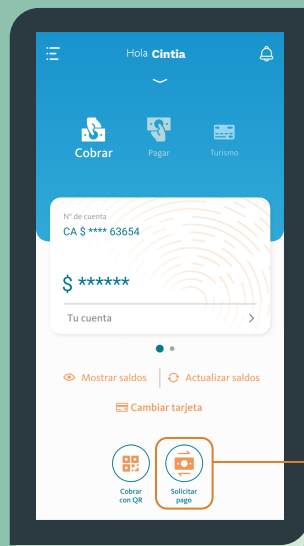 Hola Cintia
Cobrar
Pagar
Turismo
N° de cuenta
CA $ **** 63654
$ ******
Tu cuenta
Mostrar saldos
Actualizar saldos
Cambiar tarjeta
Cobrar
con QR
Solicitar
pago